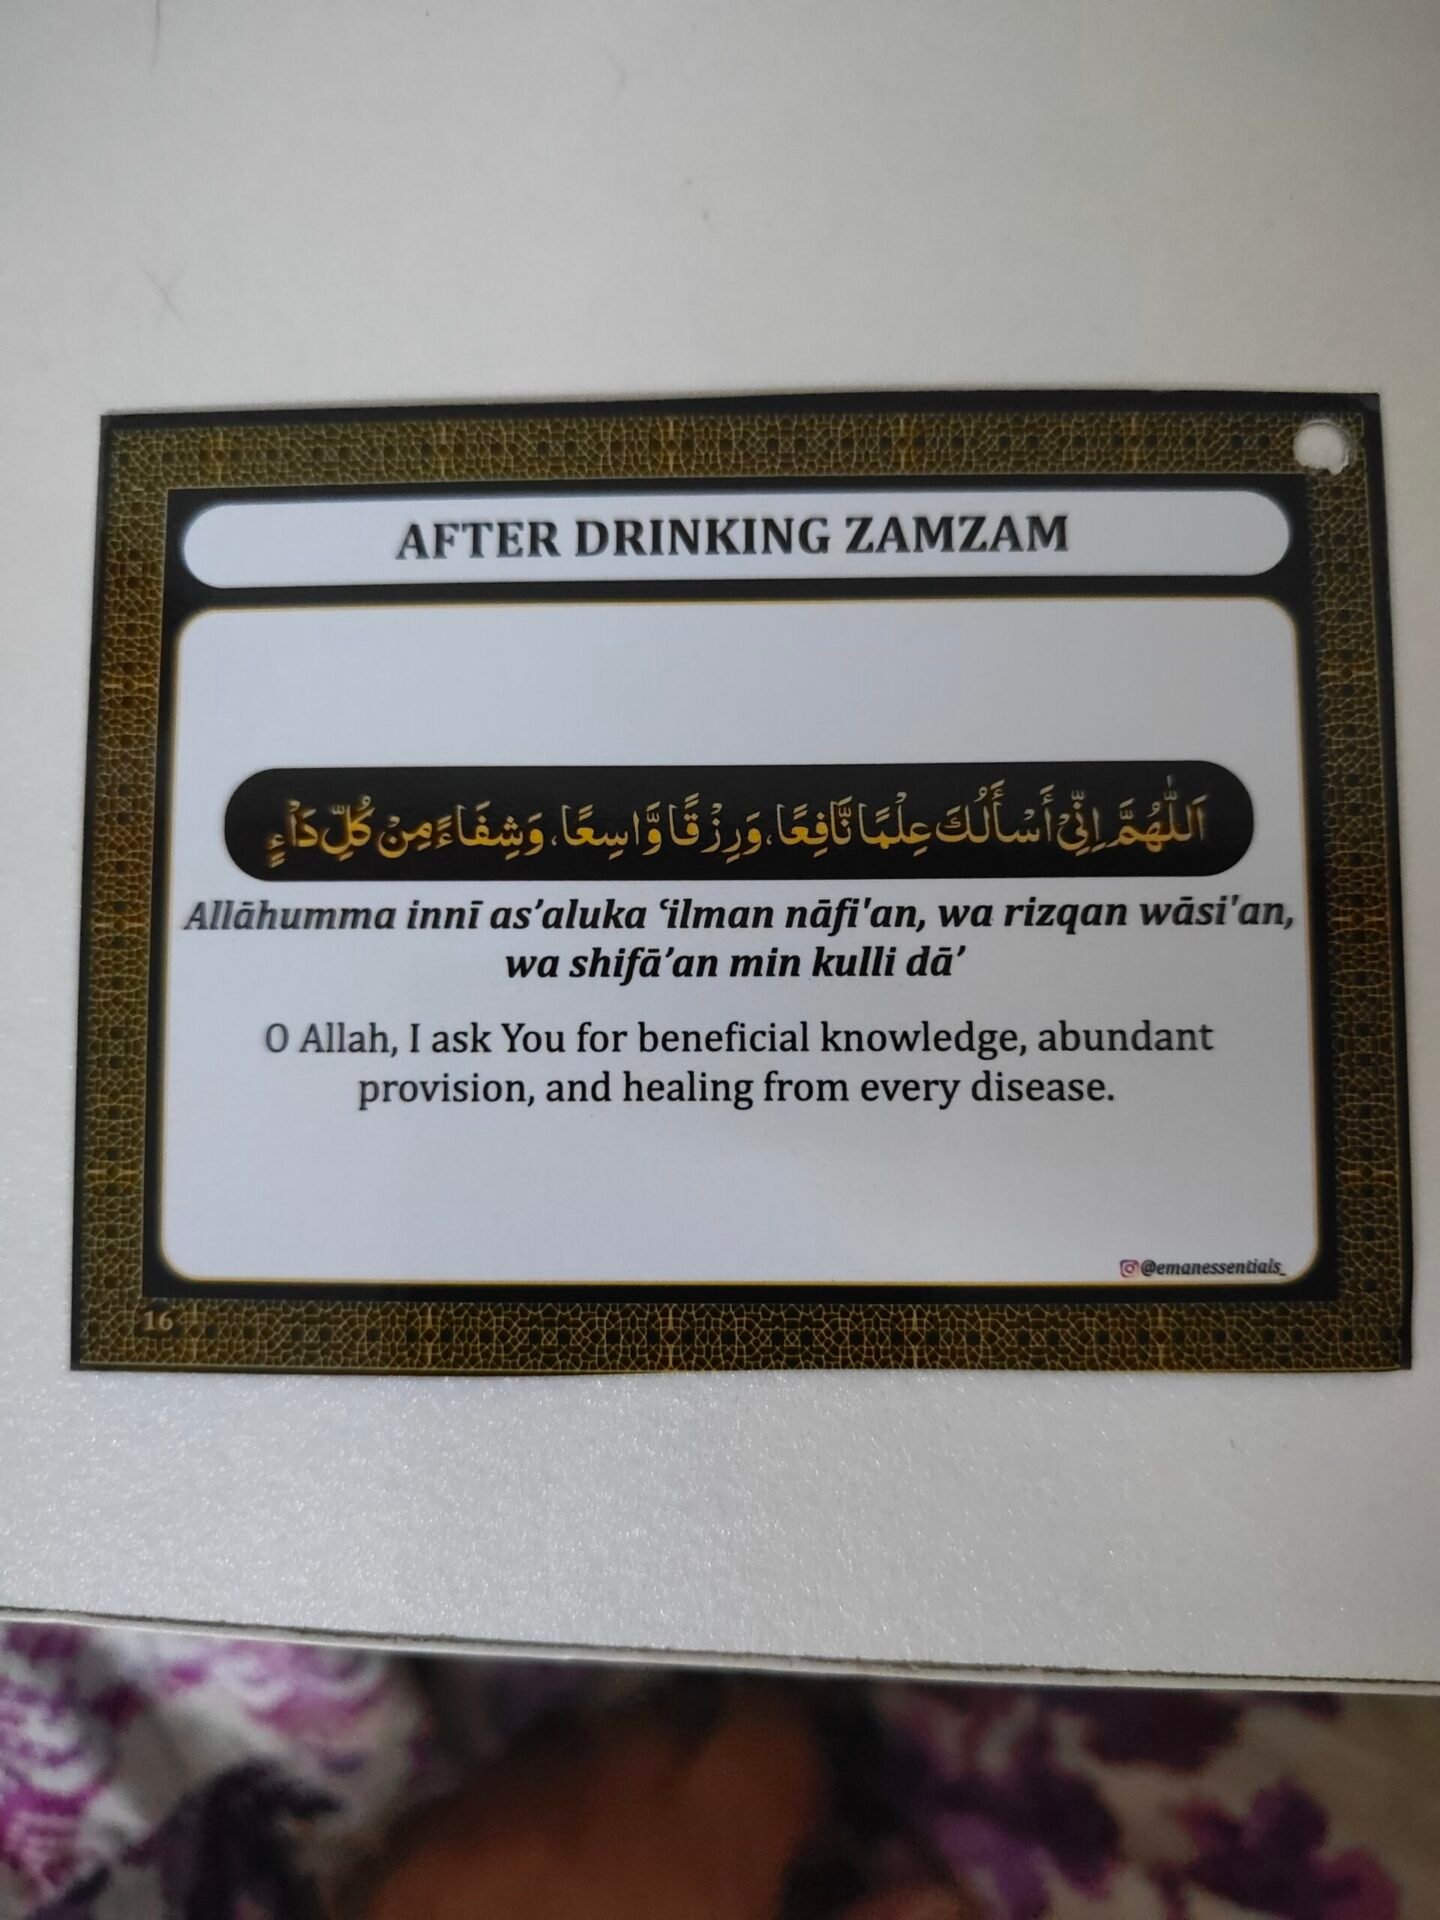 AFTER DRINKING ZAMZAM
اَللّٰهُمَّ اِنِّيْ أَسْأَلُكَ عِلْمًا نَّافِعًا، وَرِزْقًا وَّاسِعًا، وَشِفَاءً مِنْ كُلِّ دَآءٍ
Allāhumma innī as’aluka ‘ilman nāfi'an, wa rizqan wāsi'an,
wa shifā’an min kulli dā’
O Allah, I ask You for beneficial knowledge, abundant
provision, and healing from every disease.
@emanessentials_
16